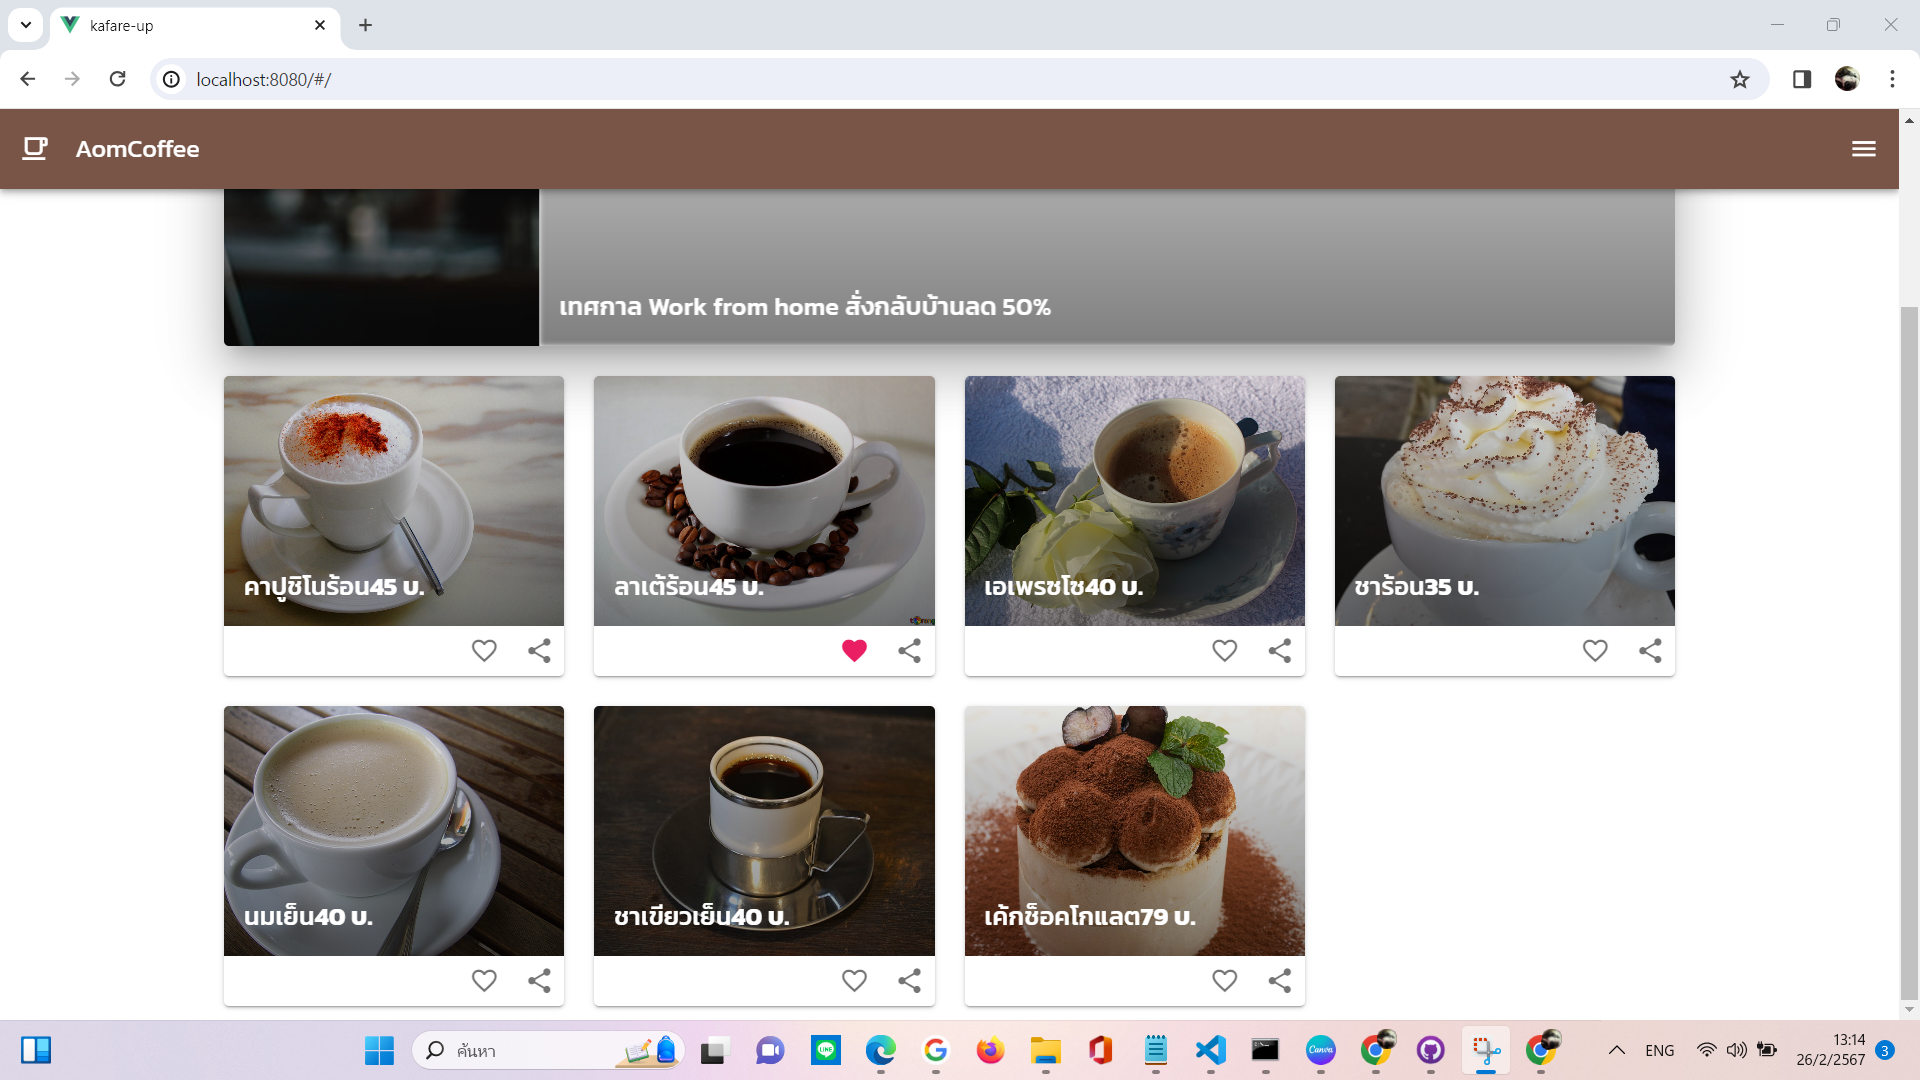 kafare-up
localhost:8080/#/
AomCoffee
เทศกาล Work from home สั่งกลับบ้านลด 50%
คาปูชิโนร้อน45 บ.
ลาเต้ร้อน45 บ.
เอเพรซโซ40 บ.
ชาร้อน35 บ.
นมเย็น40 บ.
ชาเขียวเย็น40 บ.
เค้กช็อคโกแลต79 บ.
ค้นหา
LINE
Canva
ENG
13:14
26/2/2567
3